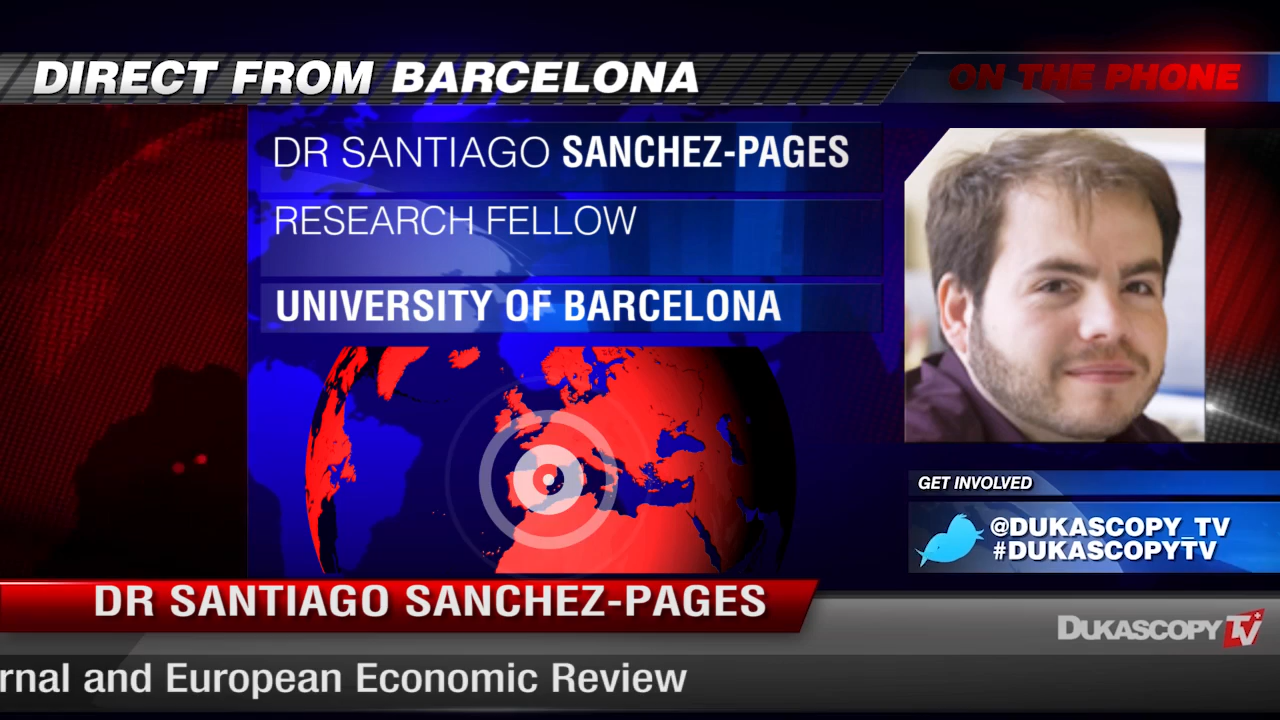 DIRECT FROM BARCELONA
ON THE PHONE
DR SANTIAGO SANCHEZ-PAGES
RESEARCH FELLOW
UNIVERSITY OF BARCELONA
GET INVOLVED
@DUKASCOPY_TV
#DUKASCOPYTV
DR SANTIAGO SANCHEZ-PAGES
DUKASCOPY TV
rnal and European Economic Review